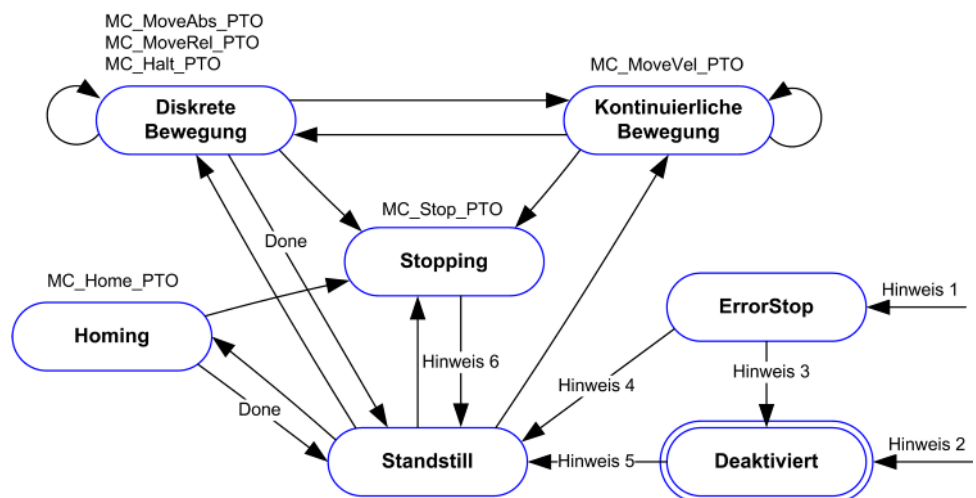 MC_MoveAbs_PTO
MC_MoveRel_PTO
MC_Halt_PTO
MC_MoveVel_PTO
Diskrete
Bewegung
Kontinuierliche
Bewegung
MC_Stop_PTO
Done
Stopping
MC_Home_PTO
Homing
ErrorStop
Hinweis 1
Hinweis 6
Hinweis 4
Hinweis 3
Done
Standstill
Hinweis 5
Deaktiviert
Hinweis 2